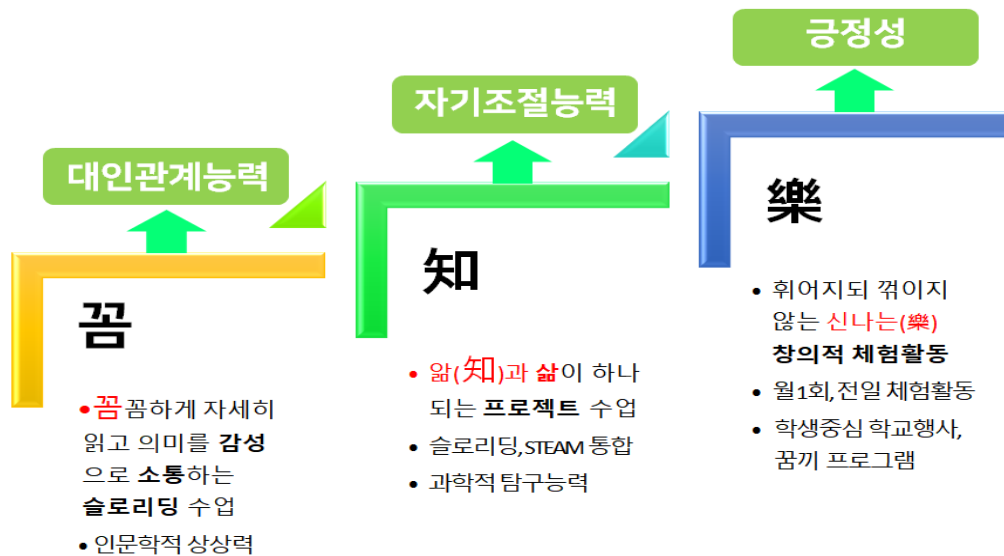 대인관계능력
꼼
•꼼꼼하게 자세히
읽고 의미를 감성
으로 소통하는
슬로리딩 수업
• 인문학적 상상력
자기조절능력
知
• 앎(知)과 삶이 하나
되는 프로젝트 수업
• 슬로리딩,STEAM 통합
• 과학적 탐구능력
긍정성
樂
• 휘어지되 꺾이지
않는 신나는(樂)
창의적 체험활동
• 월1회,전일 체험활동
• 학생중심 학교행사,
꿈끼 프로그램